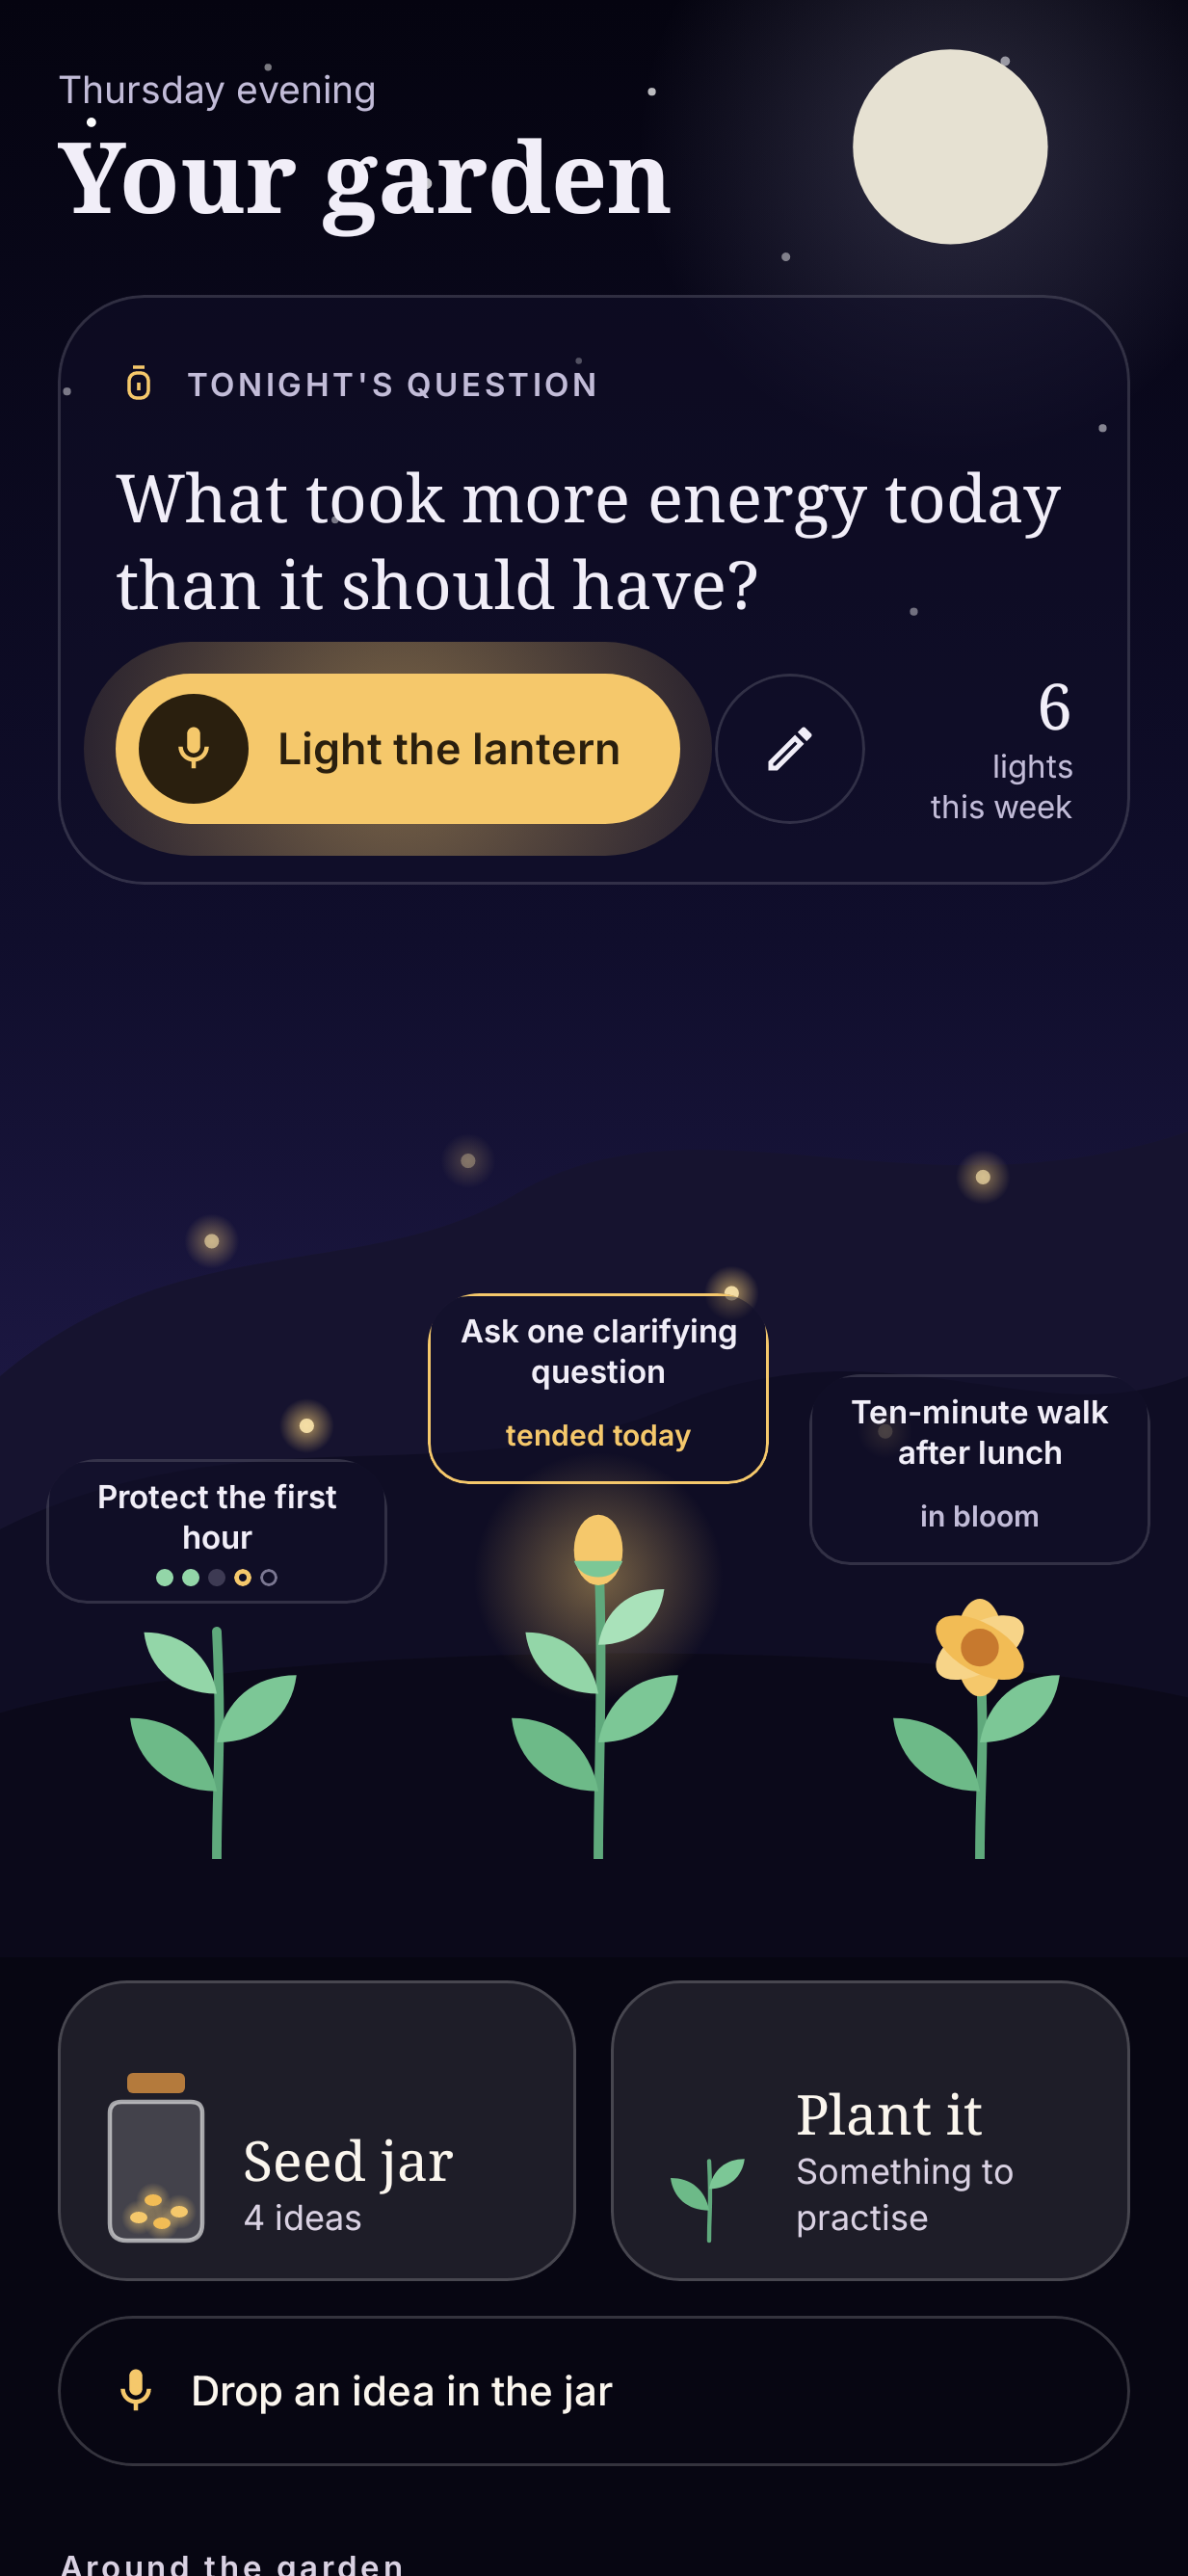 Thursday evening
Your garden
TONIGHT'S QUESTION
What took more energy today
than it should have?
Light the lantern
6
lights
this week
Ask one clarifying
question
tended today
Ten-minute walk
after lunch
in bloom
Protect the first
hour
Seed jar
4 ideas
Plant it
Something to
practise
Drop an idea in the jar
Around the garden